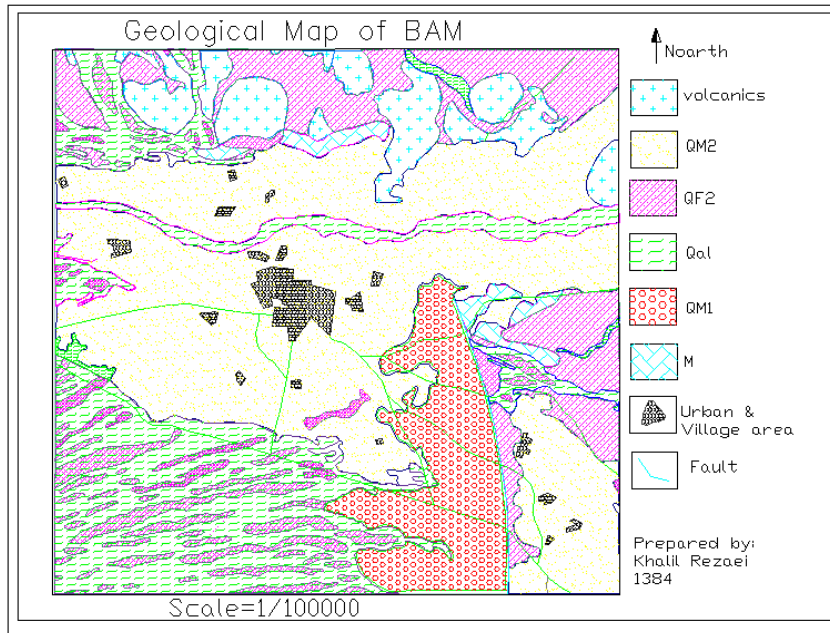 Geological Map of BAM
Noarth
volcanics
QM2
QF2
Qal
QM1
M
Urban &
Village area
Fault
Prepared by:
Khalil Rezaei
1384
Scale=1/100000